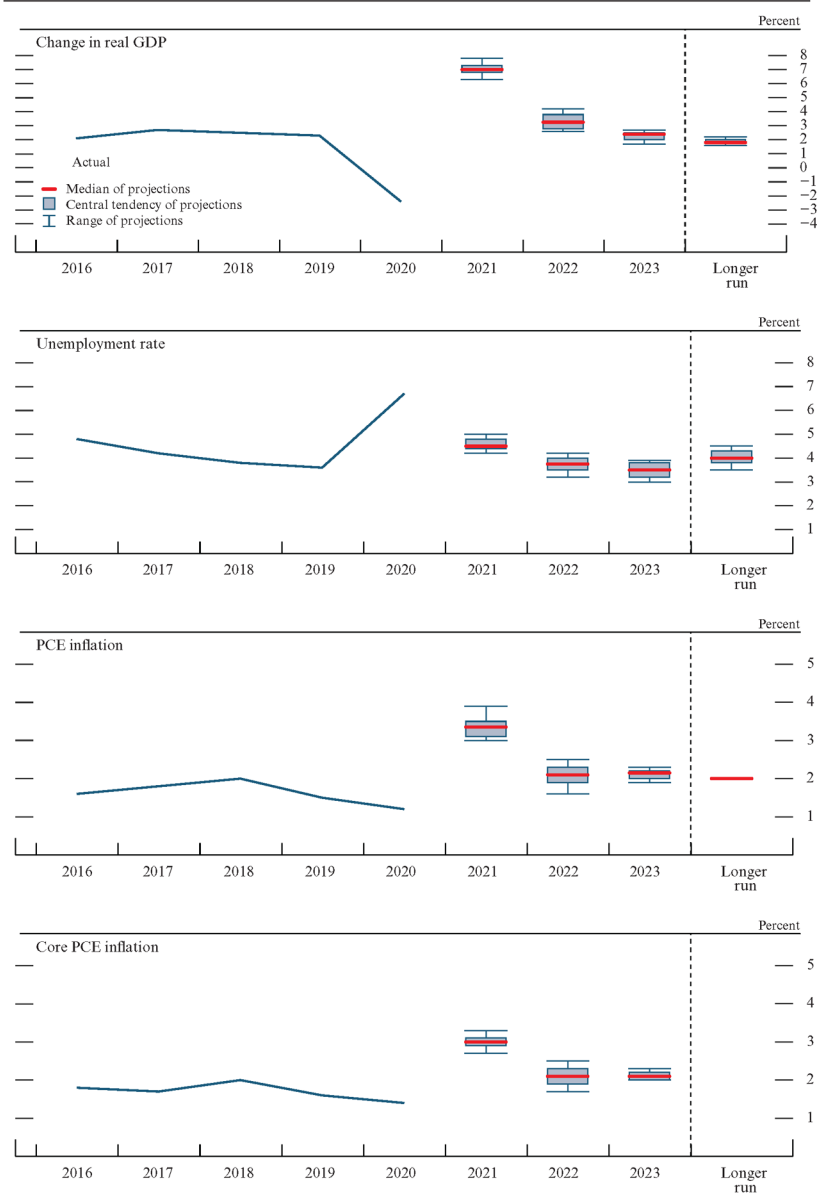 Percent
Change in real GDP
8
7
6
5
4
3
2
1
0
−1
−2
−3
−4
Actual
Median of projections
Central tendency of projections
Range of projections
2016 2017 2018 2019 2020 2021 2022 2023 Longer
run
Percent
Unemployment rate
8
7
6
5
4
3
2
1
2016 2017 2018 2019 2020 2021 2022 2023 Longer
run
Percent
PCE inflation
5
4
3
2
1
2016 2017 2018 2019 2020 2021 2022 2023 Longer
run
Percent
Core PCE inflation
5
4
3
2
1
2016 2017 2018 2019 2020 2021 2022 2023 Longer
run